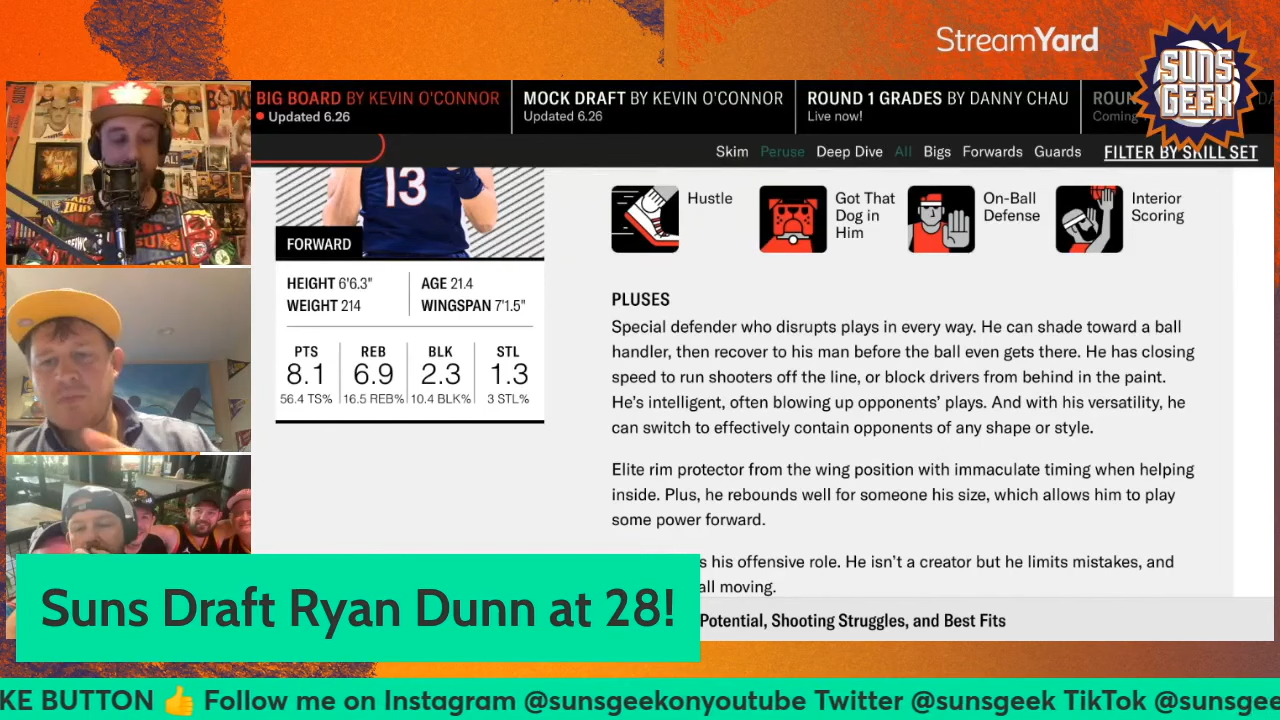 StreamYard
SUNS
GEEK
BIG BOARD BY KEVIN O'CONNOR
Updated 6.26
MOCK DRAFT BY KEVIN O'CONNOR
Updated 6.26
ROUND 1 GRADES BY DANNY CHAU
Live now!
Coming
Skim Peruse Deep Dive All Bigs Forwards Guards FILTER BY SKILL SET
13
FORWARD
HEIGHT 6'6.3"
WEIGHT 214
AGE 21.4
WINGSPAN 7'1.5"
PTS REB BLK STL
8.1 6.9 2.3 1.3
56.4 TS% 16.5 REB% 10.4 BLK% 3 STL%
Hustle
Got That
Dog in
Him
On-Ball
Defense
Interior
Scoring
PLUSES
Special defender who disrupts plays in every way. He can shade toward a ball
handler, then recover to his man before the ball even gets there. He has closing
speed to run shooters off the line, or block drivers from behind in the paint.
He's intelligent, often blowing up opponents' plays. And with his versatility, he
can switch to effectively contain opponents of any shape or style.
Elite rim protector from the wing position with immaculate timing when helping
inside. Plus, he rebounds well for someone his size, which allows him to play
some power forward.
s his offensive role. He isn't a creator but he limits mistakes, and
all moving.
Potential, Shooting Struggles, and Best Fits
Suns Draft Ryan Dunn at 28!
KE BUTTON 👍 Follow me on Instagram @sunsgeekonyoutube Twitter @sunsgeek TikTok @sunsgee